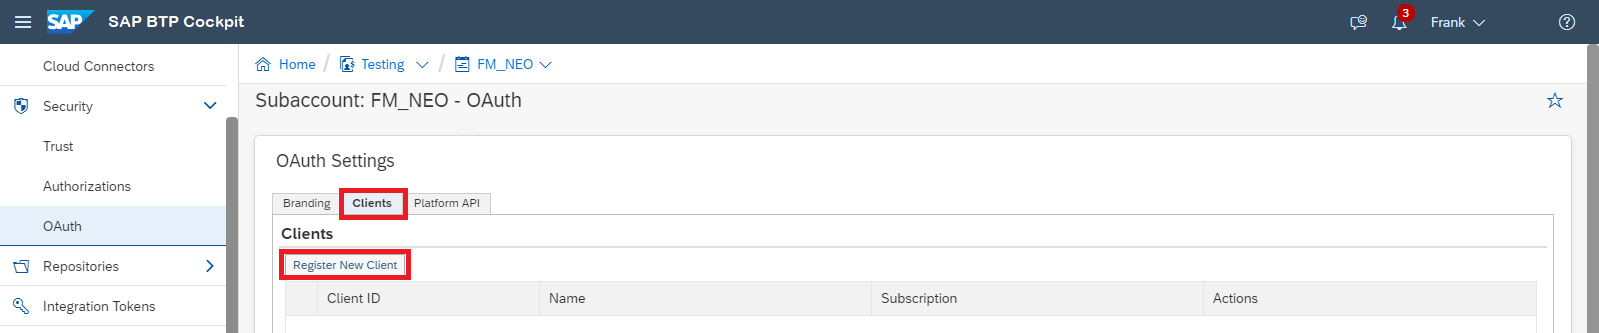 SAP SAP BTP Cockpit 3 Frank
Cloud Connectors
Security
Trust
Authorizations
OAuth
Repositories
Integration Tokens
Home / Testing / FM_NEO
Subaccount: FM_NEO - OAuth
OAuth Settings
Branding Clients Platform API
Clients
Register New Client
Client ID Name Subscription Actions